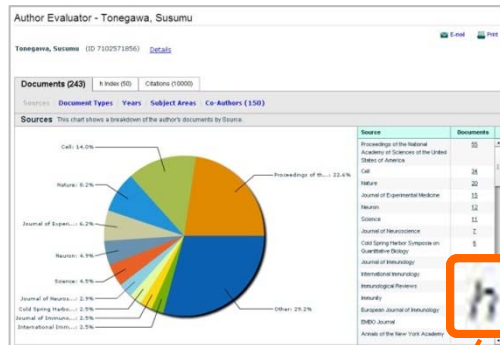 Author Evaluator - Tonegawa, Susumu
E-mail Print
Tonegawa, Susumu (ID 7102571856) Details
Documents (243) h index (50) Citations (10000)
Sources Document Types Years Subject Areas Co-Authors (150)
Sources This chart shows a breakdown of the author's documents by Source.
Cell: 14.0%
Nature: 8.2%
Journal of Experi...: 6.2%
Neuron: 4.9%
Science: 4.5%
Journal of Neuros...: 2.9%
Cold Spring Harbo...: 2.5%
Journal of Immuno...: 2.5%
International Imm...: 2.5%
Proceedings of th...: 22.6%
Other: 29.2%
Source Documents
Proceedings of the National 55
Academy of Sciences of the United
States of America
Cell 34
Nature 20
Journal of Experimental Medicine 15
Neuron 12
Science 11
Journal of Neuroscience 7
Cold Spring Harbor Symposia on 6
Quantitative Biology
Journal of Immunology
International Immunology
Immunological Reviews
Immunity
European Journal of Immunology
EMBO Journal
Annals of the New York Academy
h